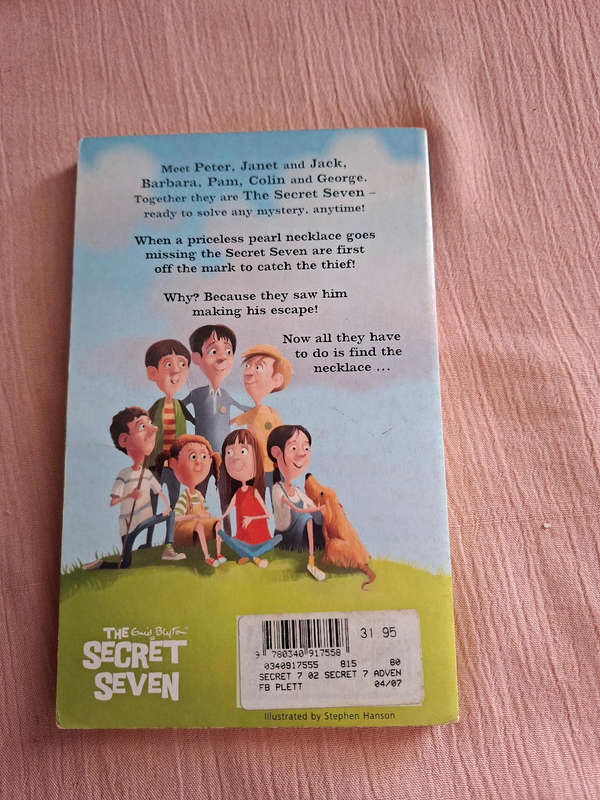 Meet Peter, Janet and Jack,
Barbara, Pam, Colin and George.
Together they are The Secret Seven –
ready to solve any mystery, anytime!
When a priceless pearl necklace goes
missing the Secret Seven are first
off the mark to catch the thief!
Why? Because they saw him
making his escape!
Now all they have
to do is find the
necklace ...
THE Enid Blyton
SECRET
SEVEN
31 95
9 780340 917558
0340917555 815 80
SECRET 7 02 SECRET 7 ADVEN
FB PLETT 04/07
Illustrated by Stephen Hanson